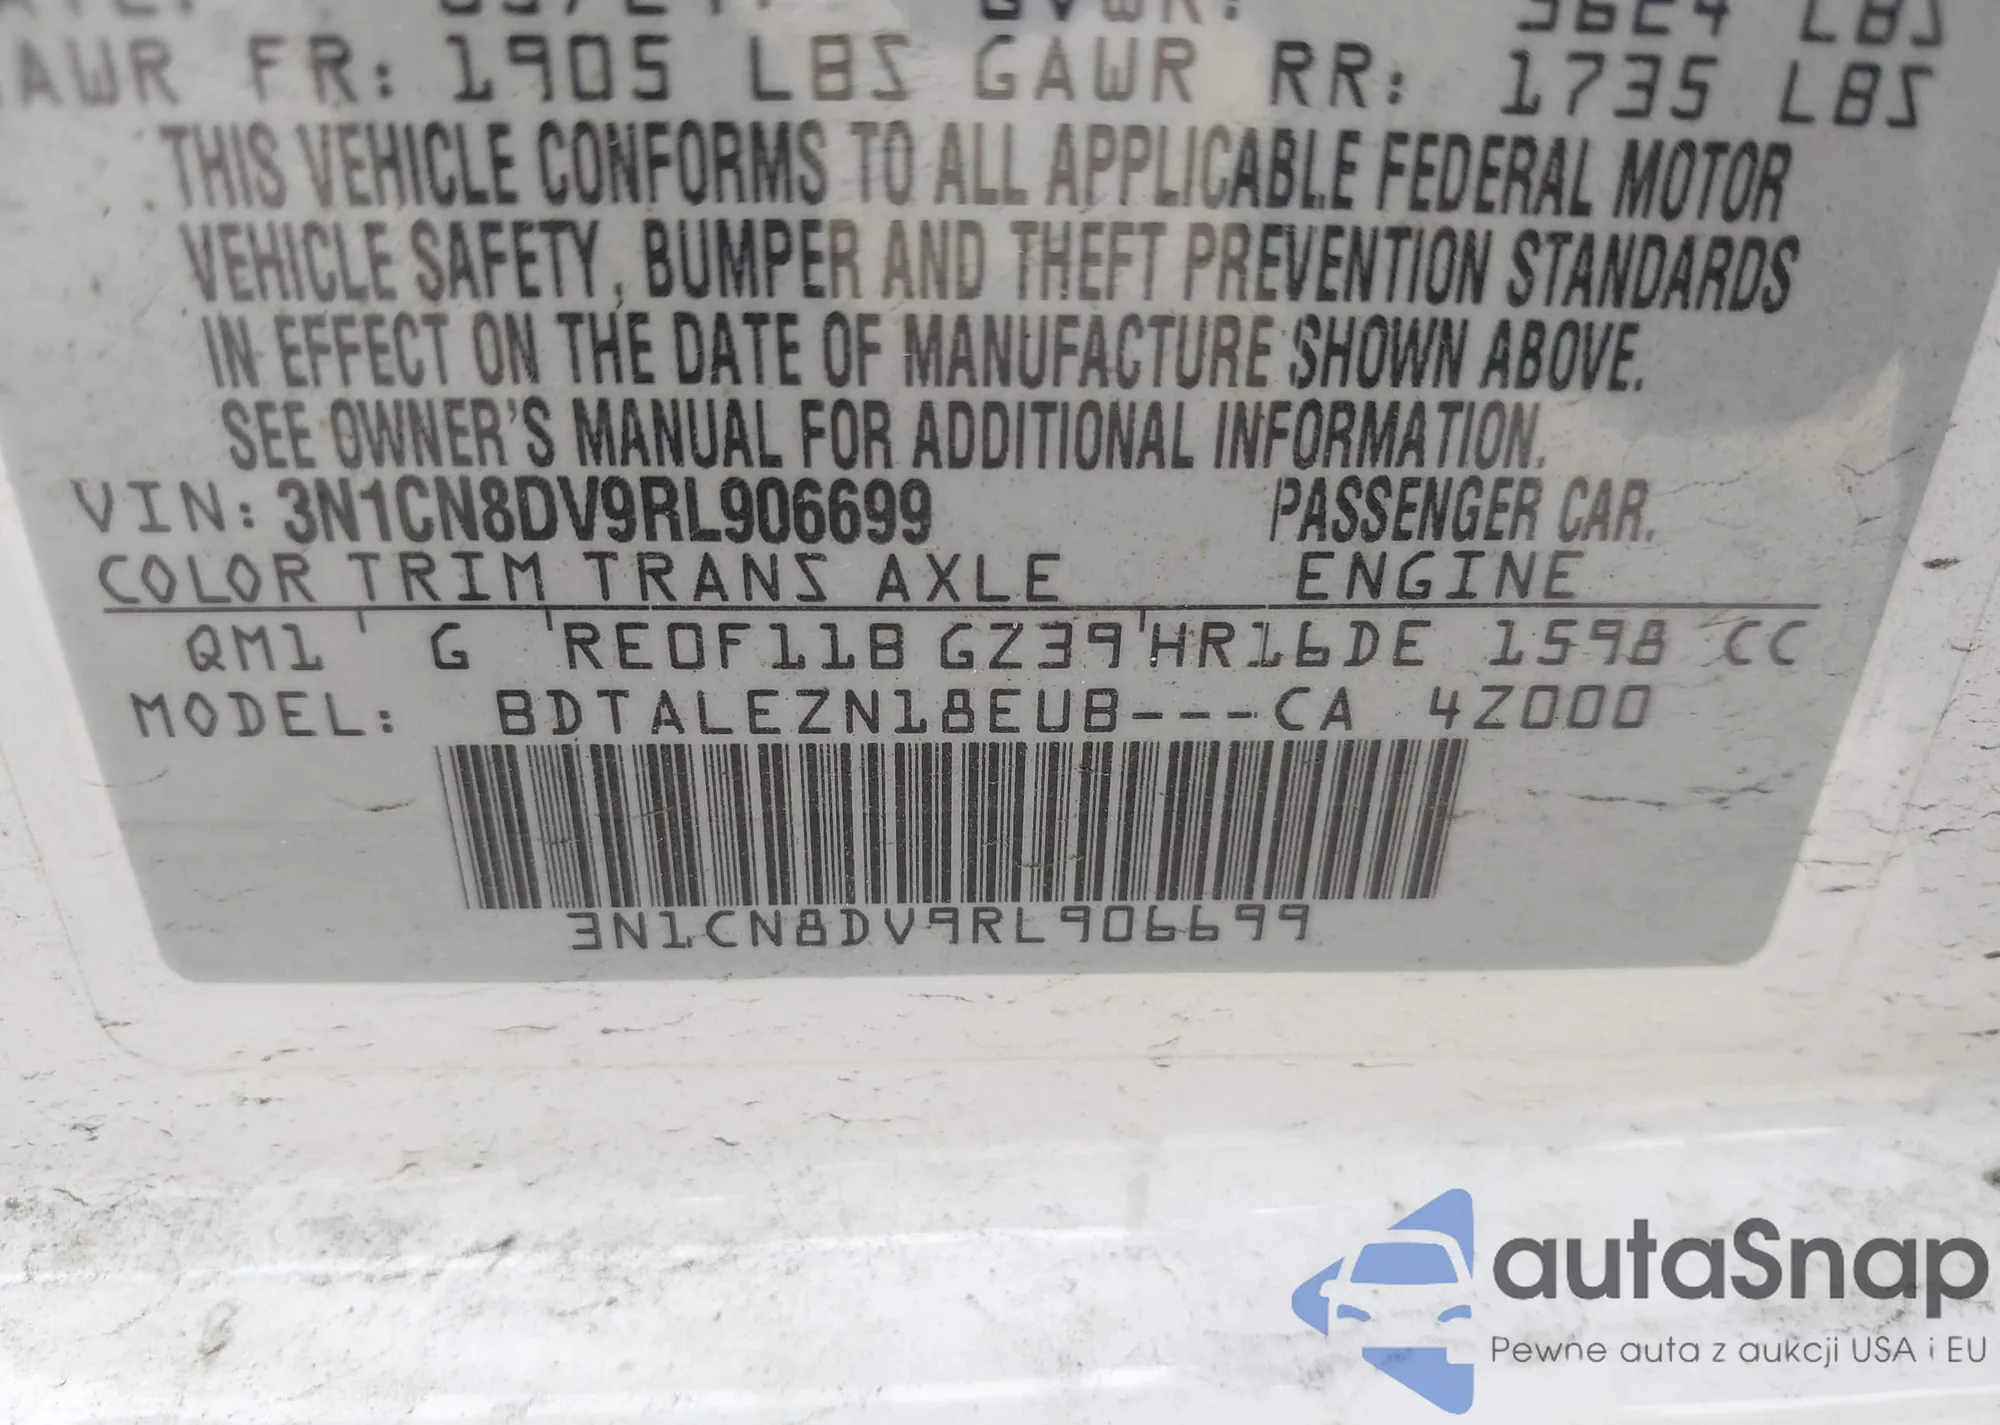 GVWR: 3624 LBS
GAWR FR: 1905 LBS GAWR RR: 1735 LBS
THIS VEHICLE CONFORMS TO ALL APPLICABLE FEDERAL MOTOR
VEHICLE SAFETY, BUMPER AND THEFT PREVENTION STANDARDS
IN EFFECT ON THE DATE OF MANUFACTURE SHOWN ABOVE.
SEE OWNER'S MANUAL FOR ADDITIONAL INFORMATION.
VIN: 3N1CN8DV9RL906699 PASSENGER CAR.
COLOR TRIM TRANS AXLE ENGINE
QM1 G RE0F11B GZ39 HR16DE 1598 CC
MODEL: BDTALEZN18EUB---CA 4Z000
3N1CN8DV9RL906699
autaSnap
Pewne auta z aukcji USA i EU